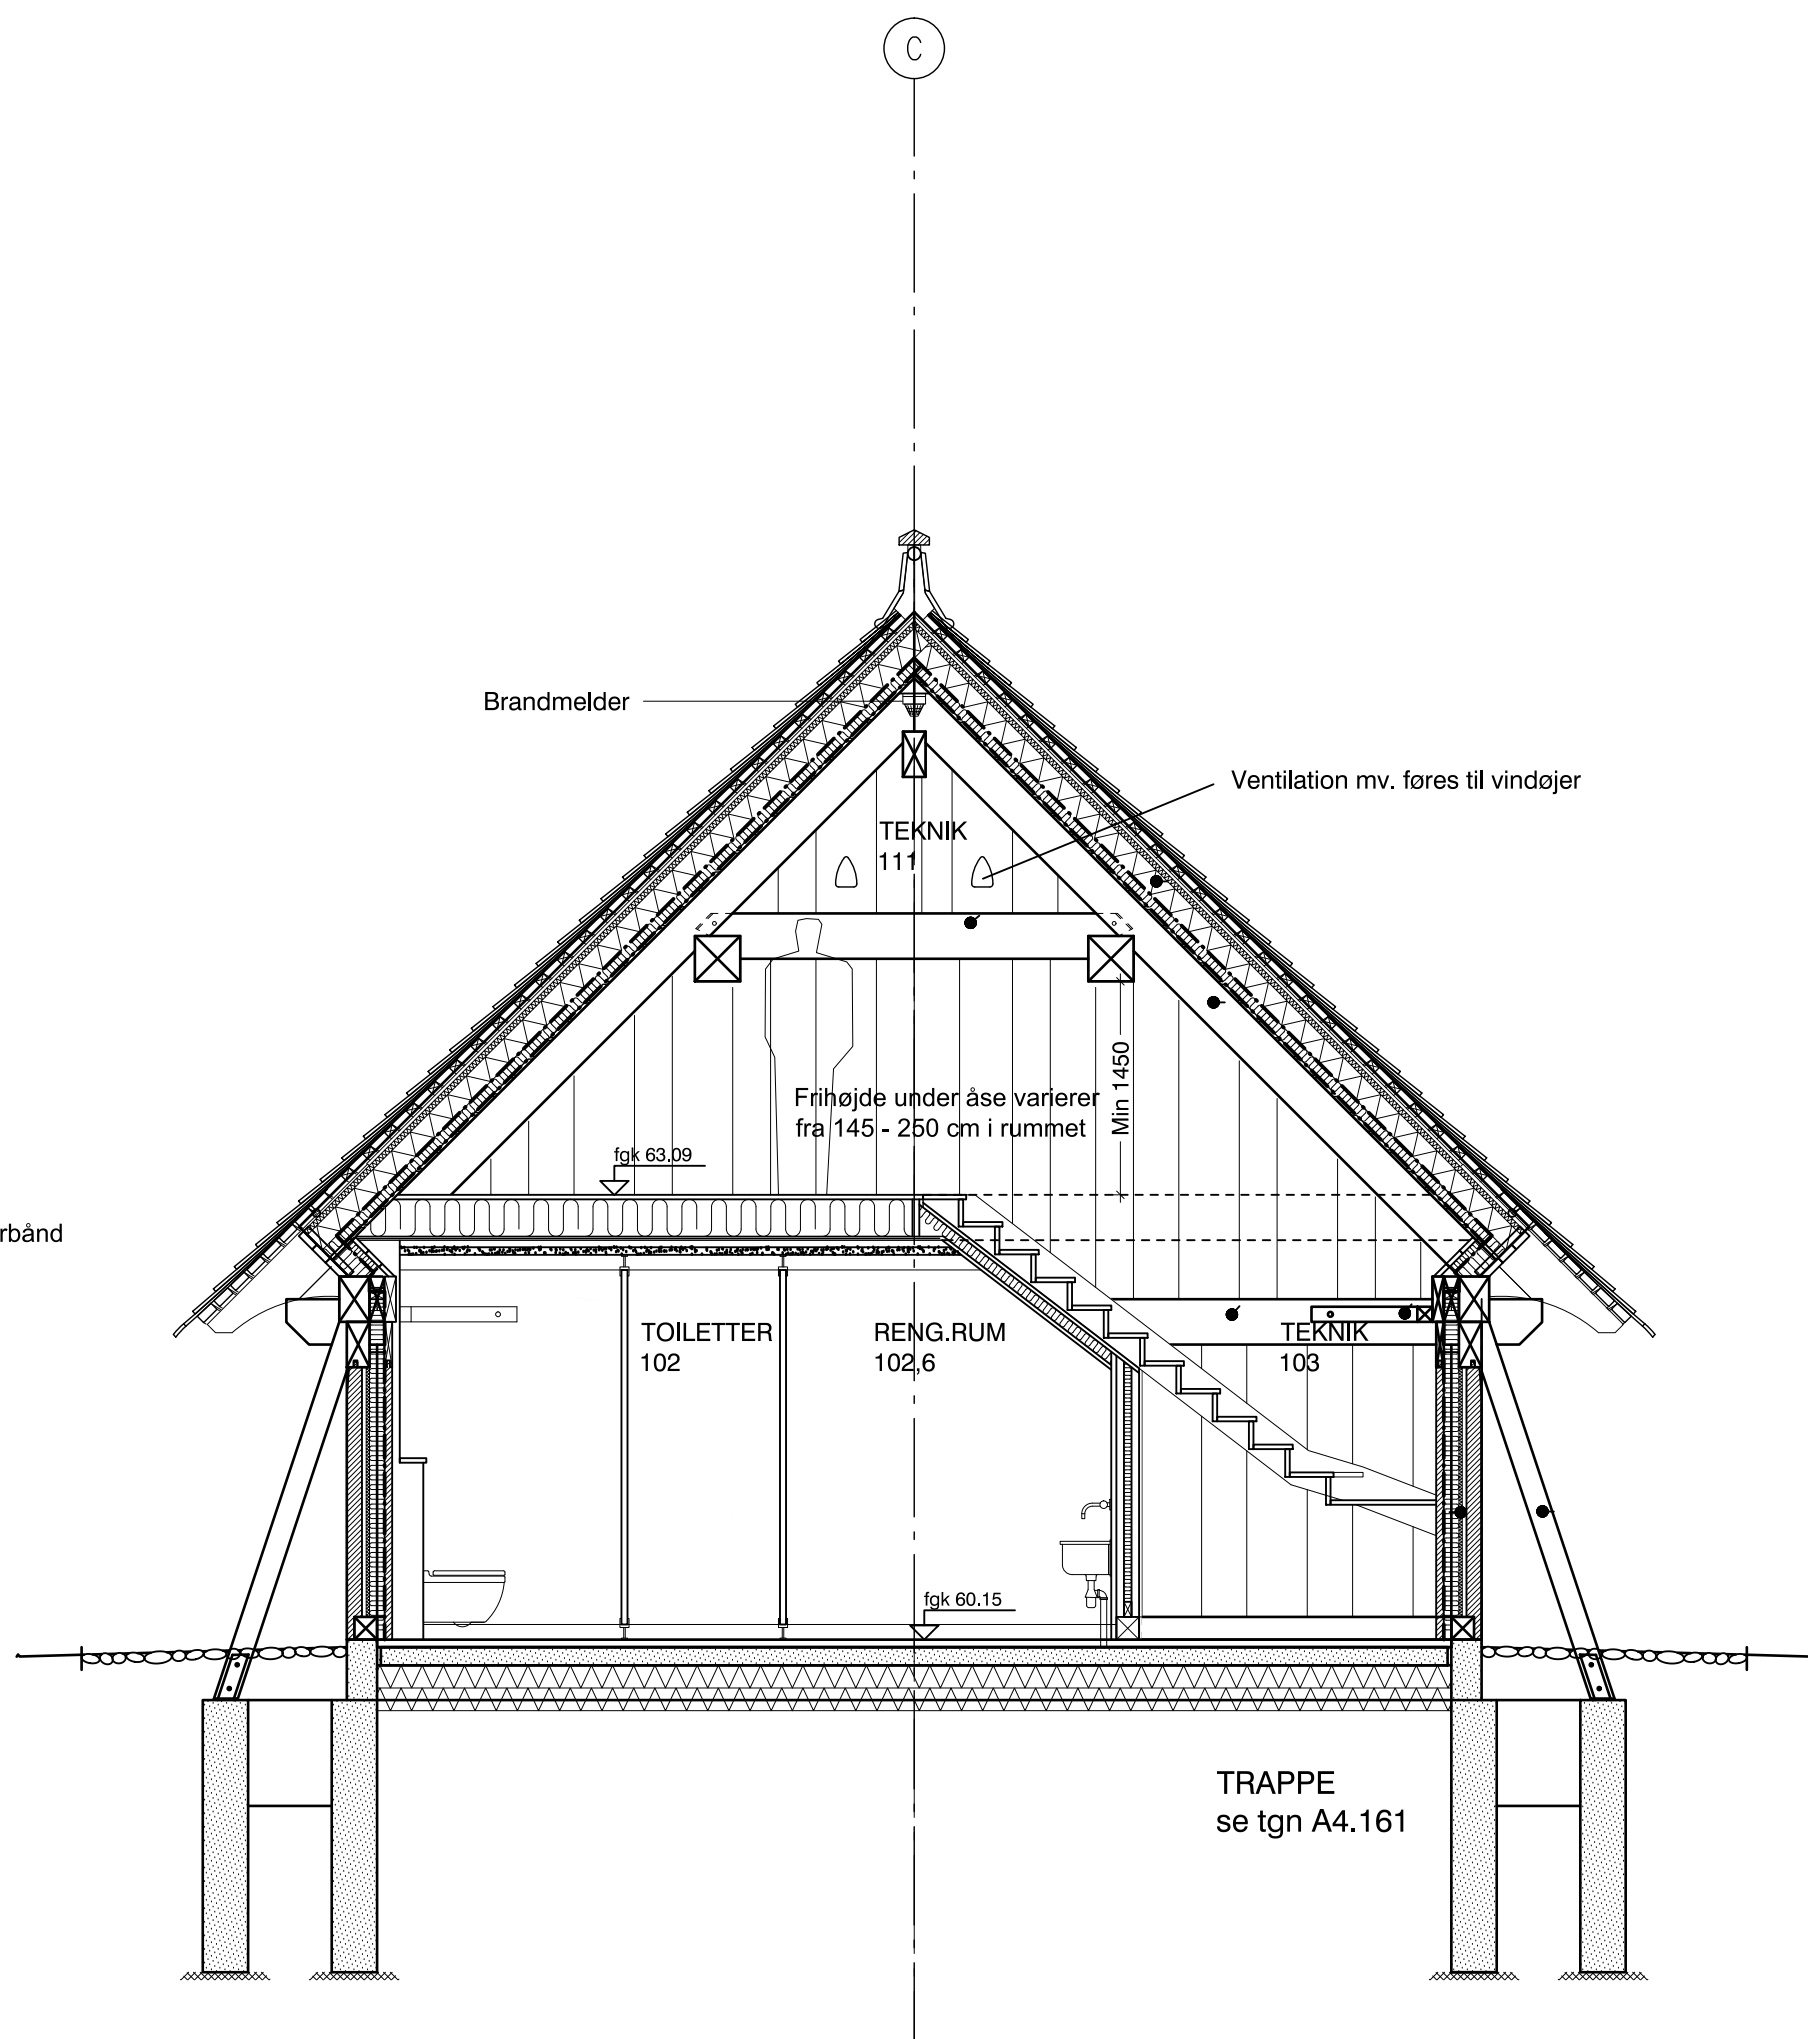 C
Brandmelder
Ventilation mv. føres til vindøjer
TEKNIK
111
Min 1450
Frihøjde under åse varierer
fra 145 - 250 cm i rummet
fgk 63.09
rbånd
TOILETTER
102
RENG.RUM
102,6
TEKNIK
103
fgk 60.15
TRAPPE
se tgn A4.161